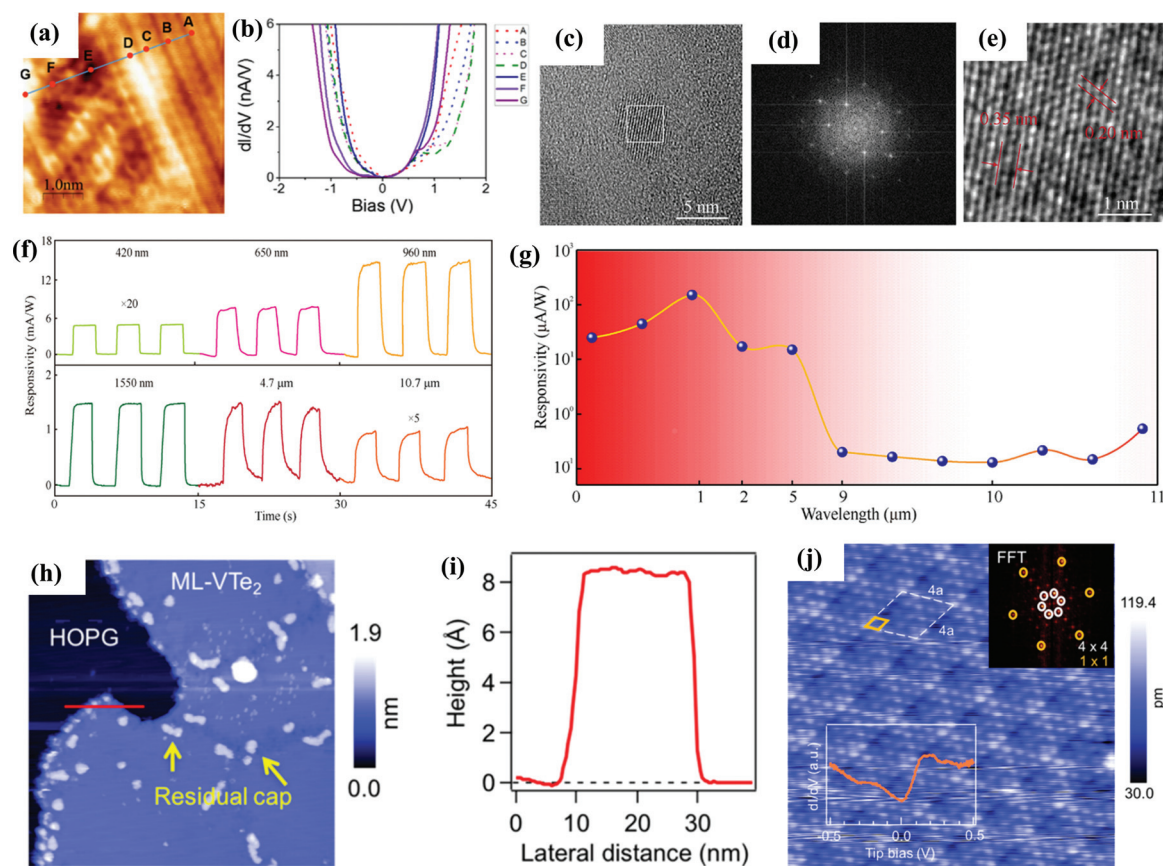 (a)
A
B
C
D
E
F
G
1.0nm
(b)
dI/dV (nA/V)
6
4
2
0
-2 -1 0 1 2
Bias (V)
A
B
C
D
E
F
G
(c)
5 nm
(d)
(e)
0.35 nm
0.20 nm
1 nm
(f)
Responsivity (mA/W)
18
12
6
0
420 nm 650 nm 960 nm
×20
2
1
0
1550 nm 4.7 μm 10.7 μm
×5
0 15 30 45
Time (s)
(g)
Responsivity (μA/W)
10³
10²
10¹
10⁰
10¹
0 1 2 5 9 10 11
Wavelength (μm)
(h)
ML-VTe₂
HOPG
Residual cap
1.9
nm
0.0
(i)
Height (Å)
8
6
4
2
0
0 10 20 30
Lateral distance (nm)
(j)
4a
4a
FFT
4 x 4
1 x 1
119.4
pm
30.0
dI/dV (a.u.)
-0.5 0.0 0.5
Tip bias (V)